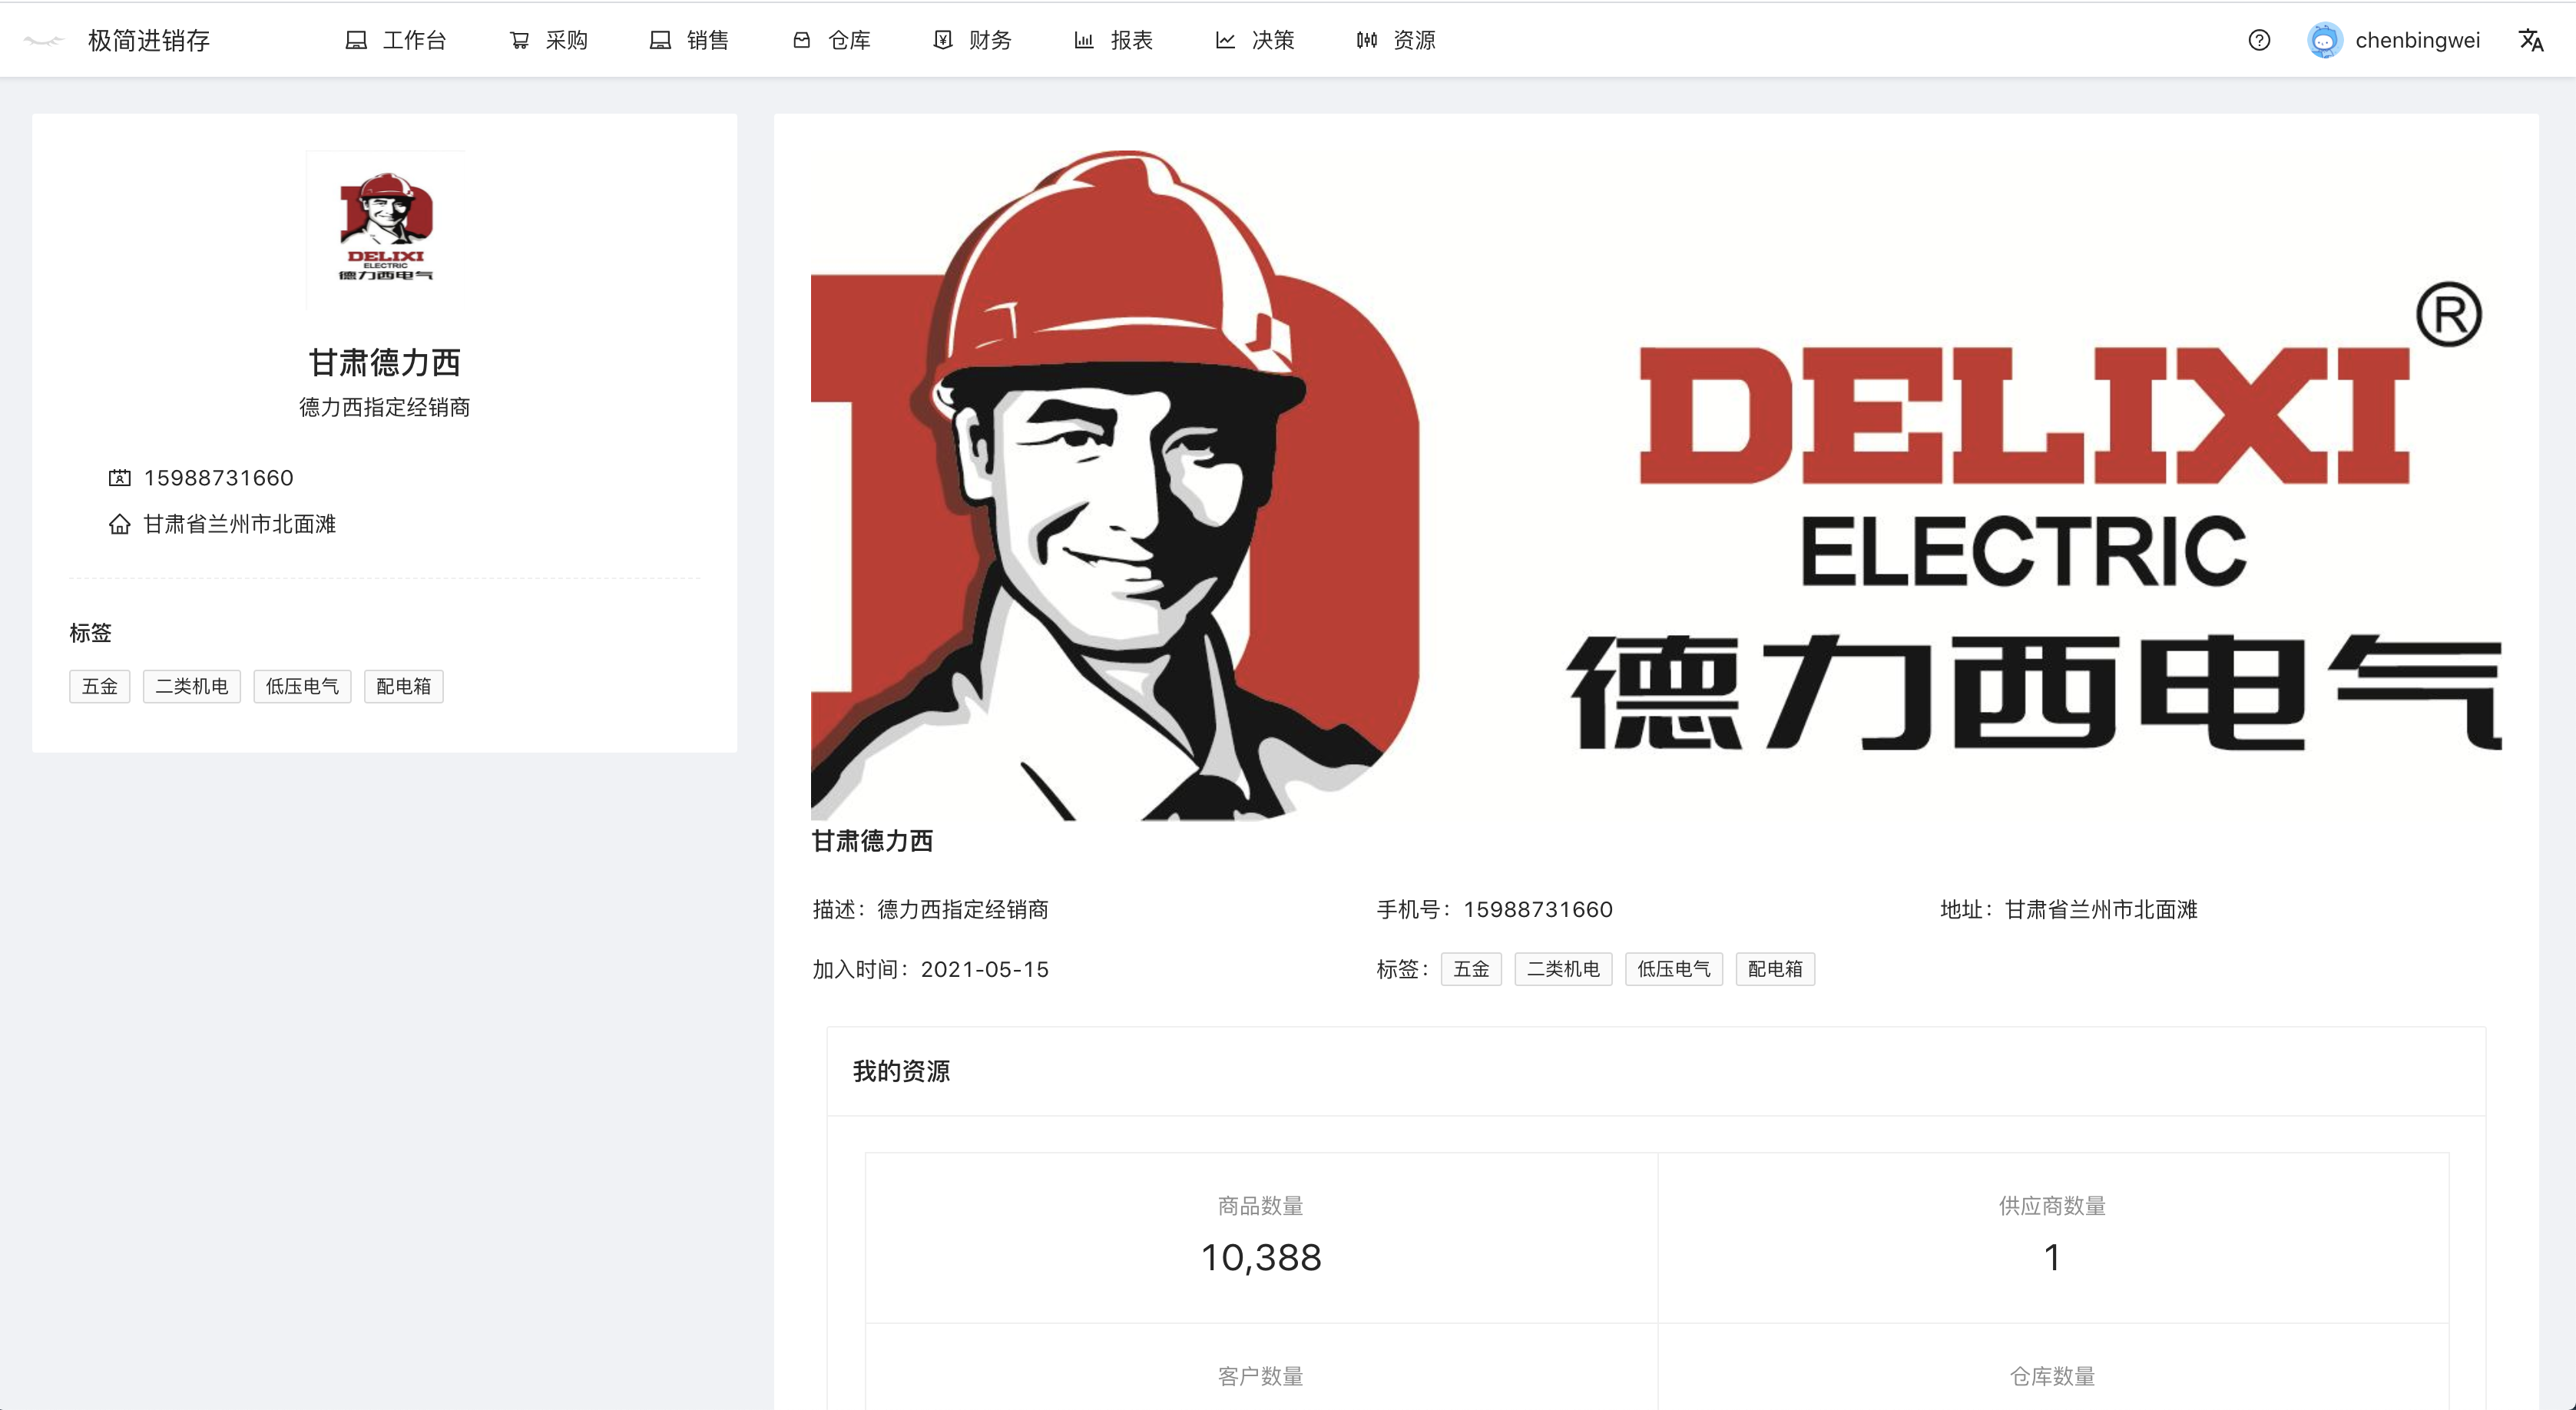 极简进销存
工作台
采购
销售
仓库
财务
报表
决策
资源
chenbingwei
DELIXI
ELECTRIC
德力西电气
甘肃德力西
德力西指定经销商
15988731660
甘肃省兰州市北面滩
标签
五金 二类机电 低压电气 配电箱
®
DELIXI
ELECTRIC
德力西电气
甘肃德力西
描述：德力西指定经销商
手机号：15988731660
地址：甘肃省兰州市北面滩
加入时间：2021-05-15
标签：五金 二类机电 低压电气 配电箱
我的资源
商品数量
10,388
供应商数量
1
客户数量
仓库数量